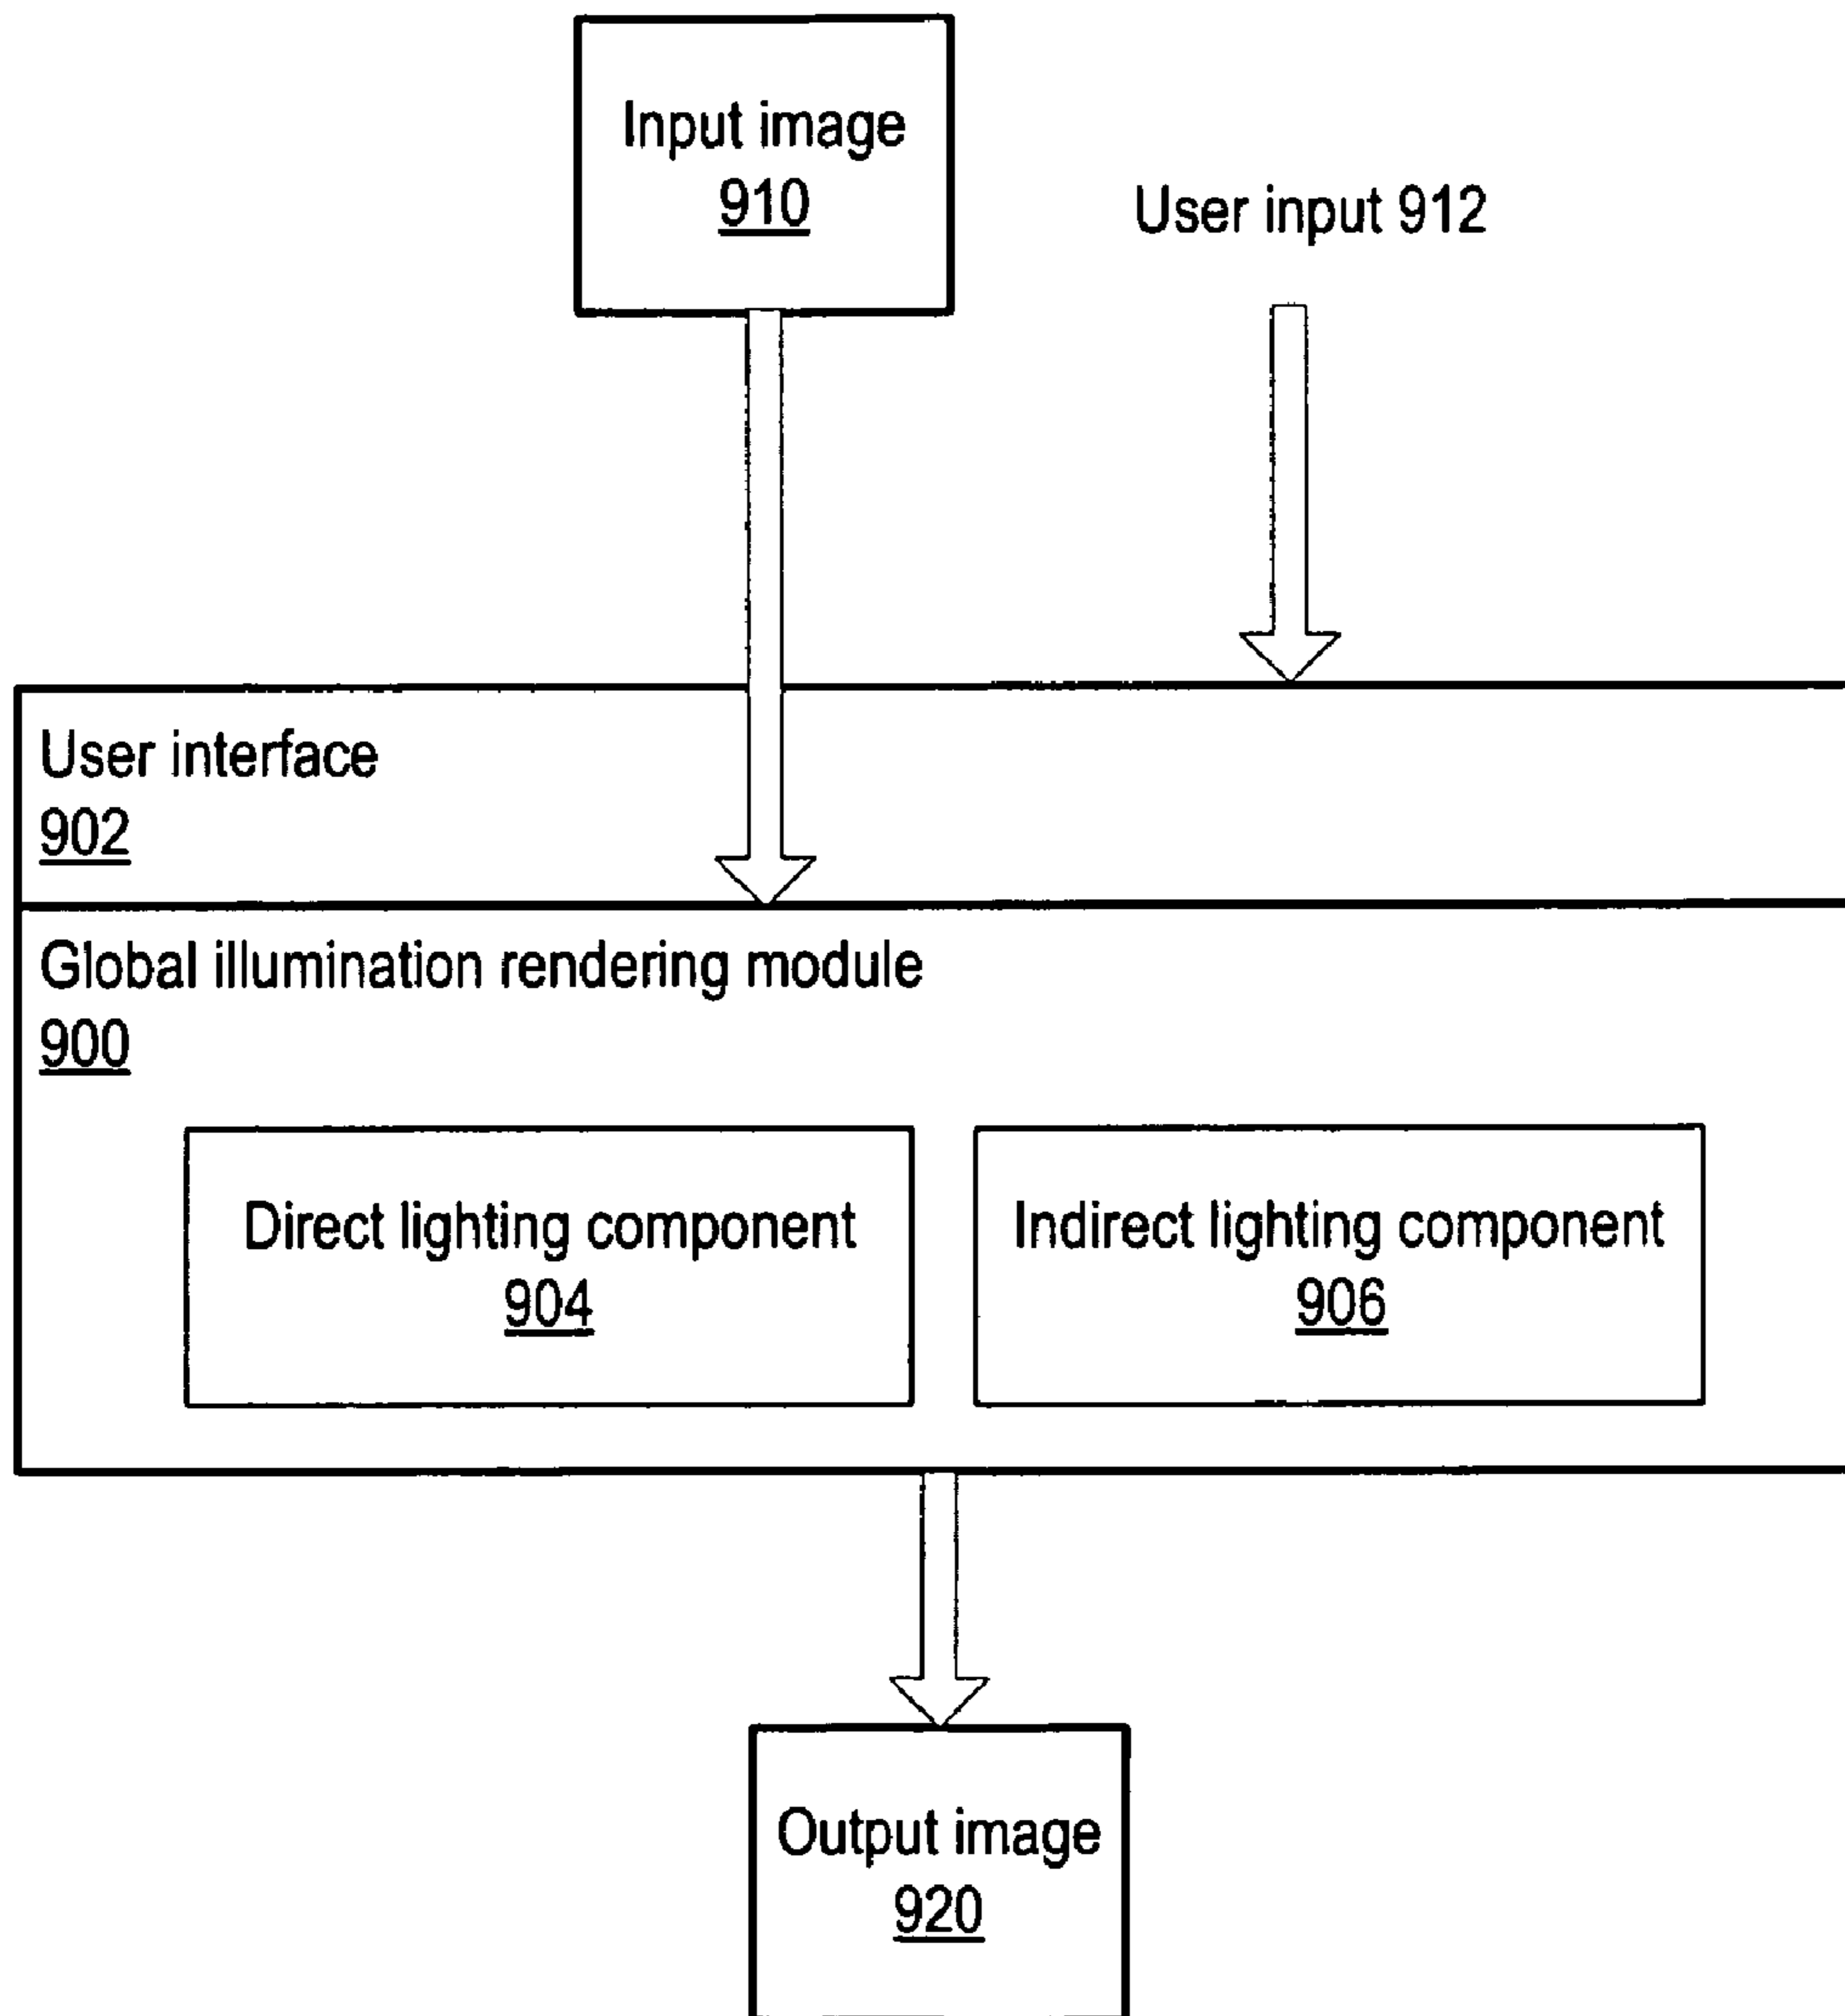 Input image
910
User input 912
User interface
902
Global illumination rendering module
900
Direct lighting component
904
Indirect lighting component
906
Output image
920